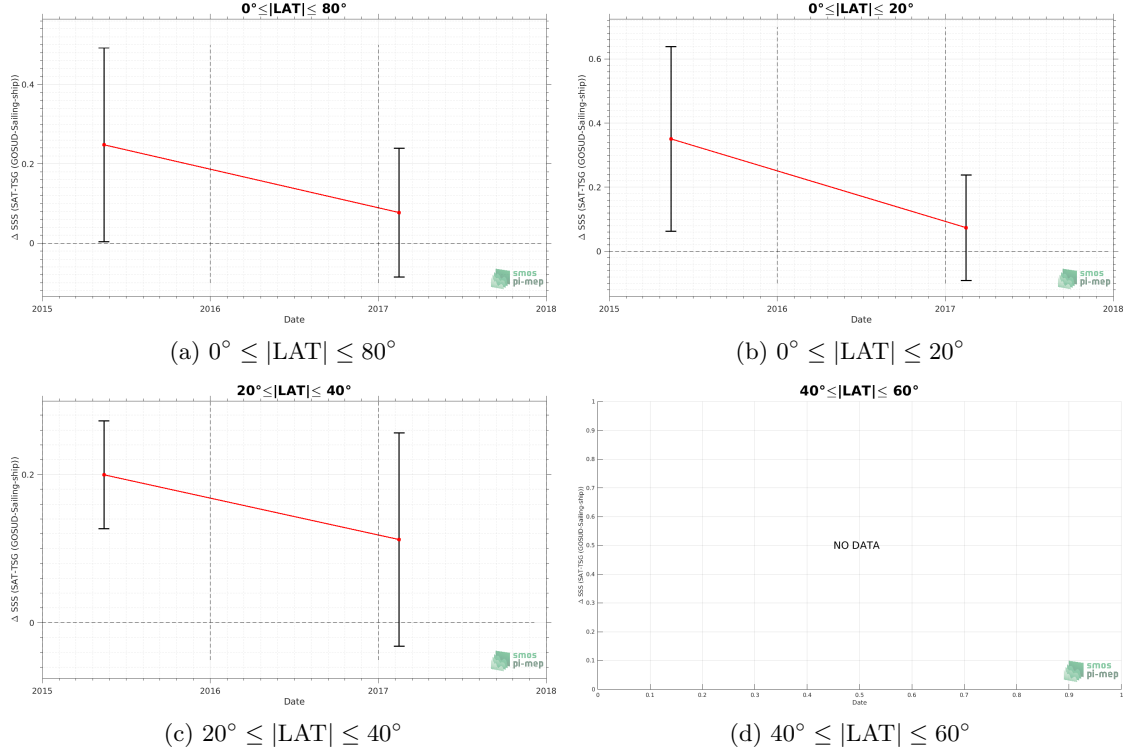 0°≤|LAT|≤ 80°
Δ SSS (SAT-TSG (GOSUD-Sailing-ship))
0.4
0.2
0
2015
2016
2017
2018
Date
smos
pi-mep
(a) 0° ≤ |LAT| ≤ 80°
0°≤|LAT|≤ 20°
Δ SSS (SAT-TSG (GOSUD-Sailing-ship))
0.6
0.4
0.2
0
2015
2016
2017
2018
Date
smos
pi-mep
(b) 0° ≤ |LAT| ≤ 20°
20°≤|LAT|≤ 40°
Δ SSS (SAT-TSG (GOSUD-Sailing-ship))
0.2
0
2015
2016
2017
2018
Date
smos
pi-mep
(c) 20° ≤ |LAT| ≤ 40°
40°≤|LAT|≤ 60°
Δ SSS (SAT-TSG (GOSUD-Sailing-ship))
1
0.9
0.8
0.7
0.6
0.5
0.4
0.3
0.2
0.1
0
NO DATA
0
0.1
0.2
0.3
0.4
0.5
0.6
0.7
0.8
0.9
1
Date
smos
pi-mep
(d) 40° ≤ |LAT| ≤ 60°